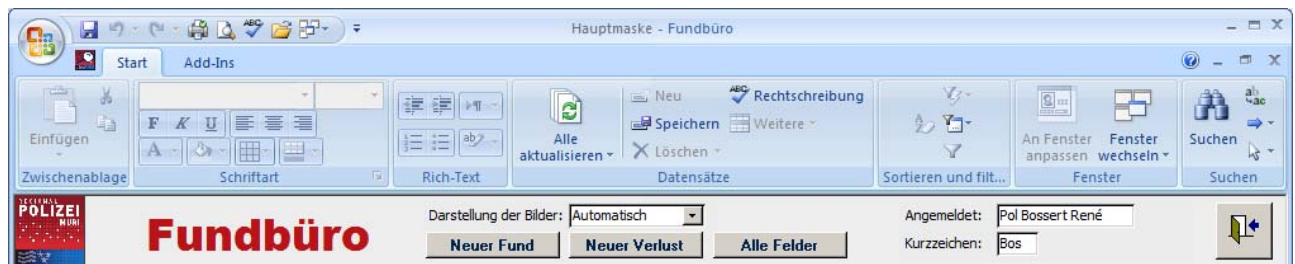 Hauptmaske - Fundbüro
Start Add-Ins
Einfügen
F K U
A
Zwischenablage
Schriftart
Rich-Text
Alle aktualisieren
Neu
Speichern
Löschen
Rechtschreibung
Weitere
Datensätze
Sortieren und filt...
An Fenster anpassen
Fenster wechseln
Fenster
Suchen
Suchen
REGIONAL
POLIZEI
MURI
Fundbüro
Darstellung der Bilder: Automatisch
Neuer Fund Neuer Verlust Alle Felder
Angemeldet: Pol Bossert René
Kurzzeichen: Bos